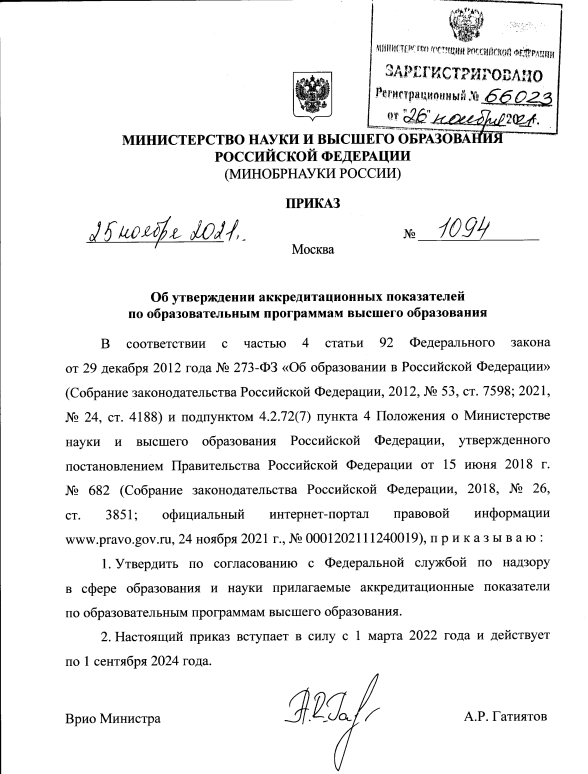 МИНИСТЕРСТВО ЮСТИЦИИ РОССИЙСКОЙ ФЕДЕРАЦИИ
ЗАРЕГИСТРИРОВАНО
Регистрационный № 66023
от "26" ноября 2021.
МИНИСТЕРСТВО НАУКИ И ВЫСШЕГО ОБРАЗОВАНИЯ
РОССИЙСКОЙ ФЕДЕРАЦИИ
(МИНОБРНАУКИ РОССИИ)
ПРИКАЗ
25 ноября 2021г. № 1094
Москва
Об утверждении аккредитационных показателей
по образовательным программам высшего образования
В соответствии с частью 4 статьи 92 Федерального закона
от 29 декабря 2012 года № 273-ФЗ «Об образовании в Российской Федерации»
(Собрание законодательства Российской Федерации, 2012, № 53, ст. 7598; 2021,
№ 24, ст. 4188) и подпунктом 4.2.72(7) пункта 4 Положения о Министерстве
науки и высшего образования Российской Федерации, утвержденного
постановлением Правительства Российской Федерации от 15 июня 2018 г.
№ 682 (Собрание законодательства Российской Федерации, 2018, № 26,
ст. 3851; официальный интернет-портал правовой информации
www.pravo.gov.ru, 24 ноября 2021 г., № 0001202111240019), п р и к а з ы в а ю :
1. Утвердить по согласованию с Федеральной службой по надзору
в сфере образования и науки прилагаемые аккредитационные показатели
по образовательным программам высшего образования.
2. Настоящий приказ вступает в силу с 1 марта 2022 года и действует
по 1 сентября 2024 года.
Врио Министра А.Р. Гатиятов